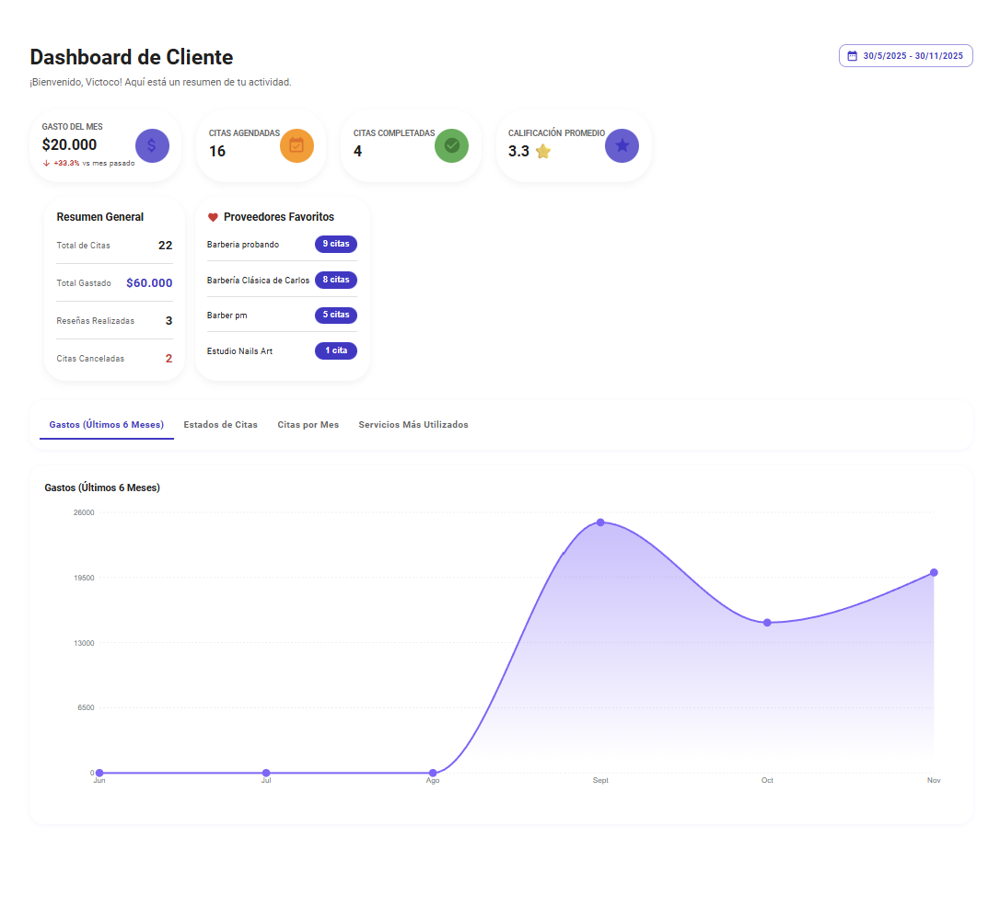 Dashboard de Cliente
30/5/2025 - 30/11/2025
¡Bienvenido, Victoco! Aquí está un resumen de tu actividad.
GASTO DEL MES
$20.000
+33.3% vs mes pasado
CITAS AGENDADAS
16
CITAS COMPLETADAS
4
CALIFICACIÓN PROMEDIO
3.3
Resumen General
Total de Citas 22
Total Gastado $60.000
Reseñas Realizadas 3
Citas Canceladas 2
Proveedores Favoritos
Barberia probando 9 citas
Barbería Clásica de Carlos 8 citas
Barber pm 5 citas
Estudio Nails Art 1 cita
Gastos (Últimos 6 Meses) Estados de Citas Citas por Mes Servicios Más Utilizados
Gastos (Últimos 6 Meses)
26000
19500
13000
6500
0
Jun Jul Ago Sept Oct Nov